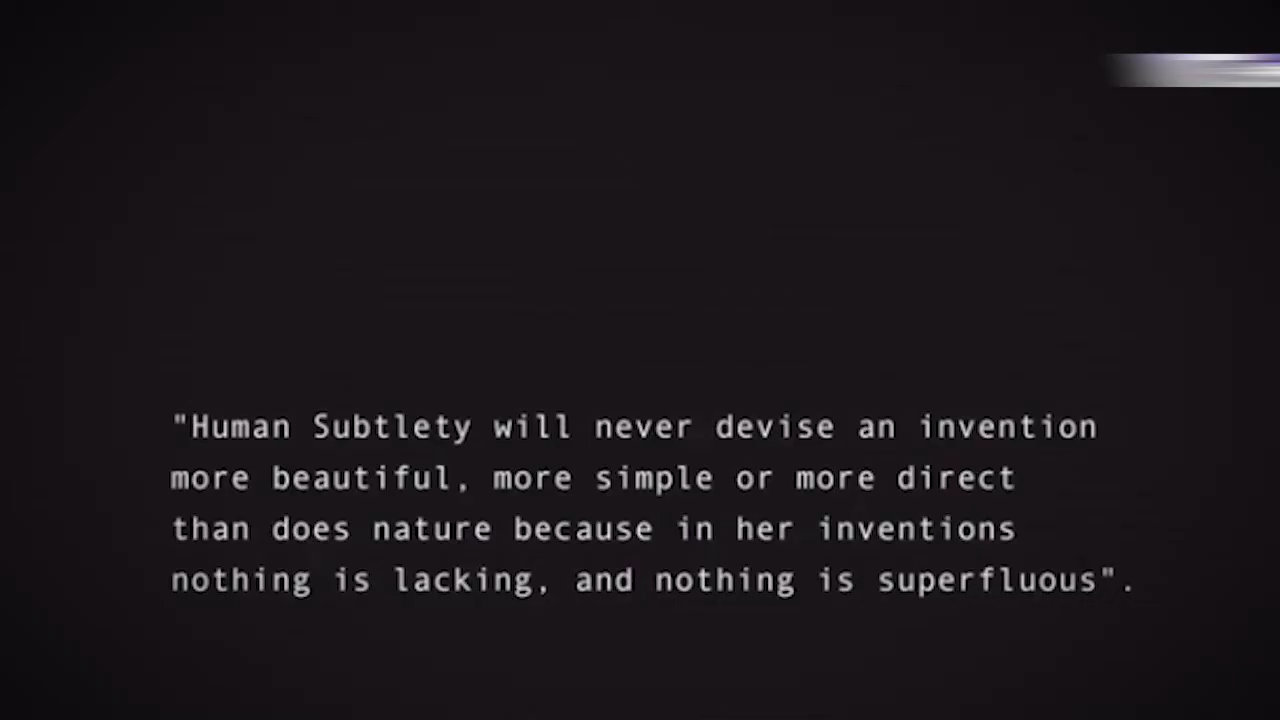 "Human Subtlety will never devise an invention
more beautiful, more simple or more direct
than does nature because in her inventions
nothing is lacking, and nothing is superfluous".